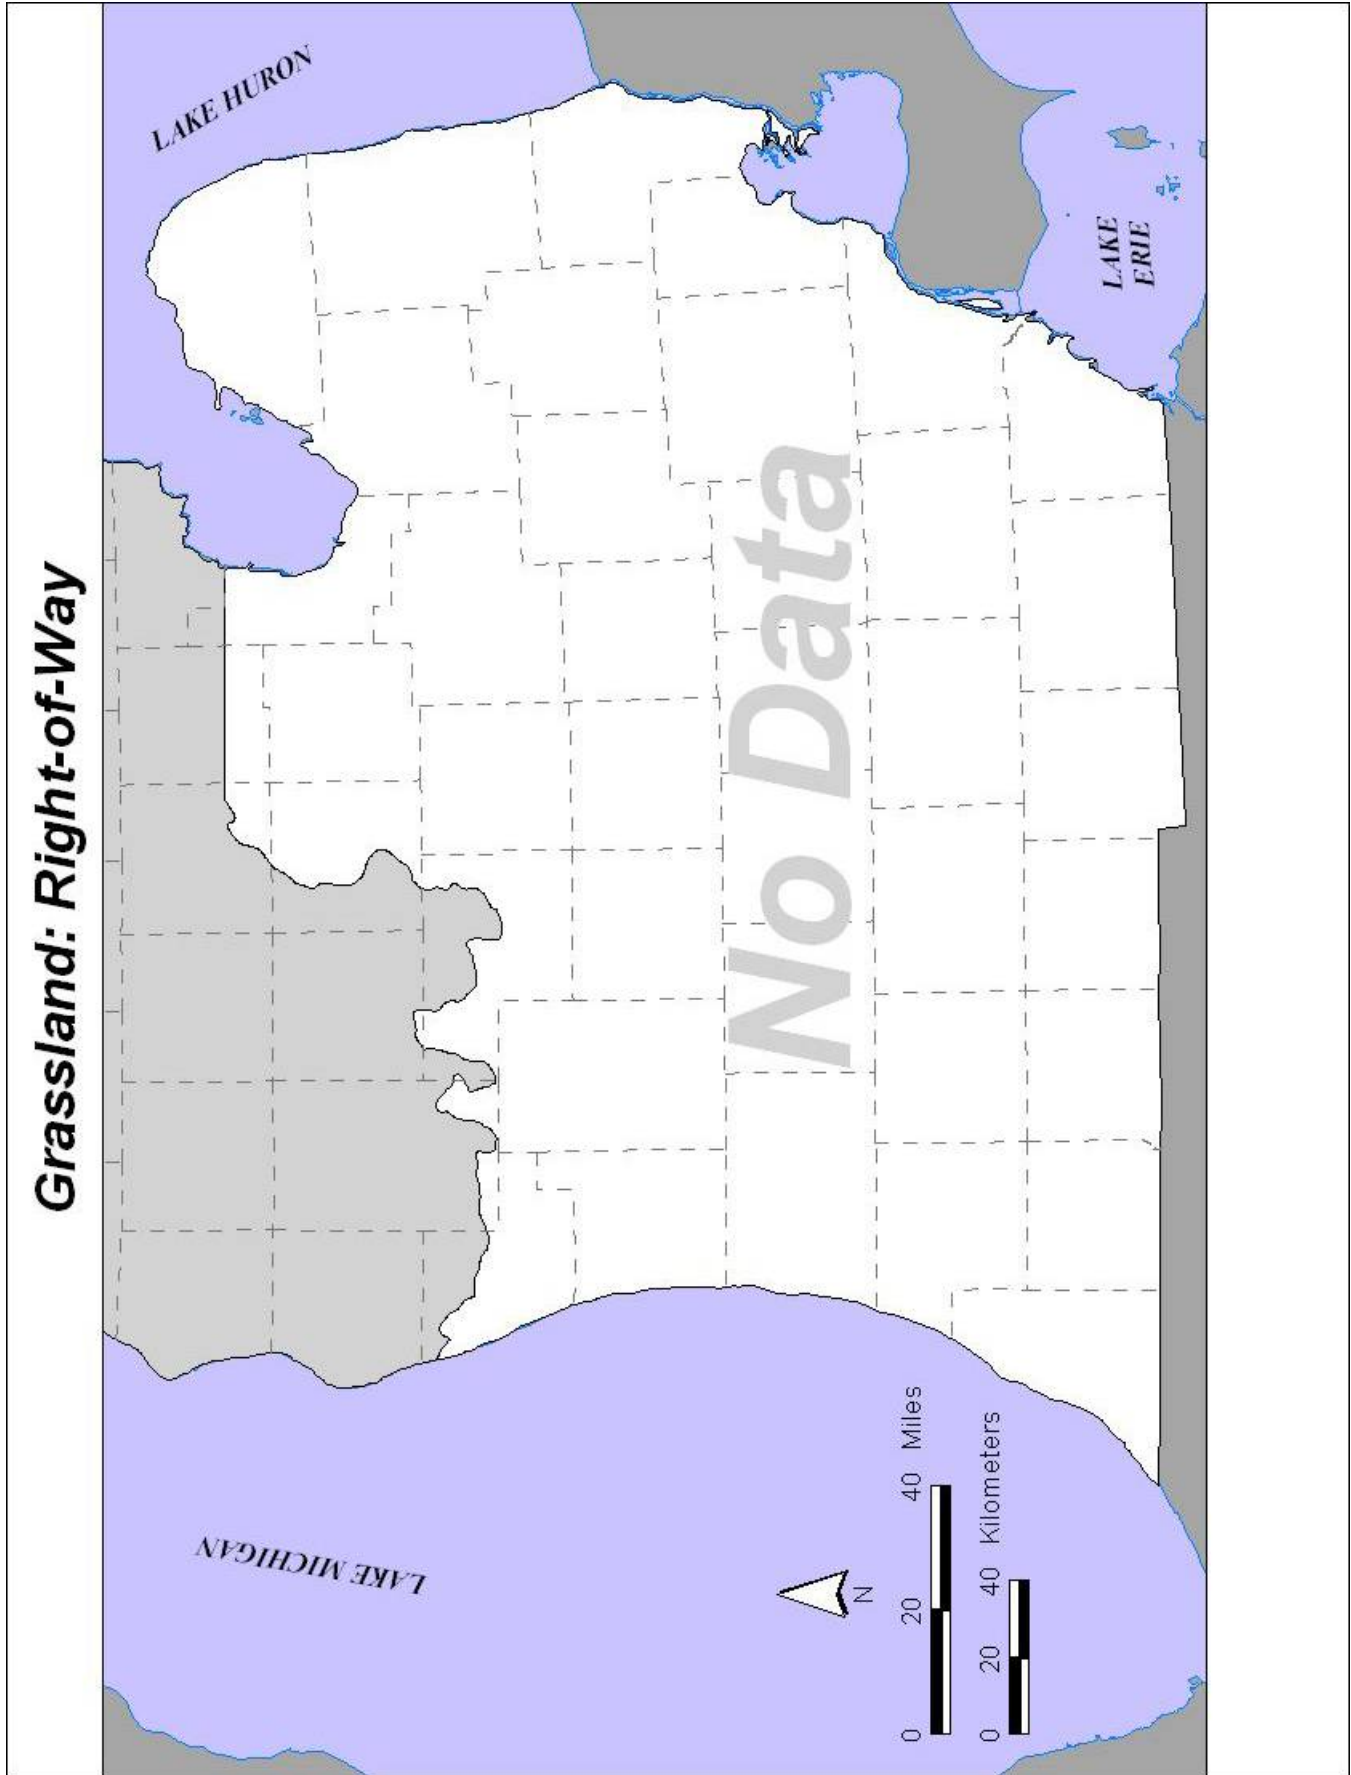 Grassland: Right-of-Way
LAKE HURON
LAKE
ERIE
No Data
LAKE MICHIGAN
N
0 20 40 Miles
0 20 40 Kilometers